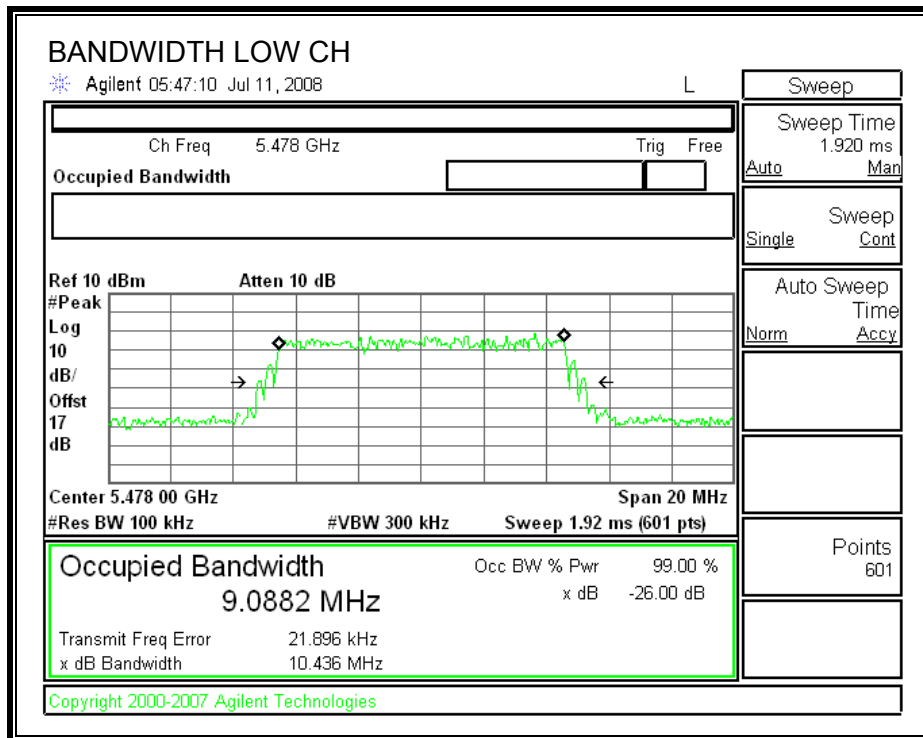 BANDWIDTH LOW CH
Agilent 05:47:10 Jul 11, 2008 L
Ch Freq 5.478 GHz Trig Free
Occupied Bandwidth
Ref 10 dBm Atten 10 dB
#Peak
Log
10
dB/
Offst
17
dB
Center 5.478 00 GHz Span 20 MHz
#Res BW 100 kHz #VBW 300 kHz Sweep 1.92 ms (601 pts)
Occupied Bandwidth
9.0882 MHz
Occ BW % Pwr 99.00 %
x dB -26.00 dB
Transmit Freq Error 21.896 kHz
x dB Bandwidth 10.436 MHz
Copyright 2000-2007 Agilent Technologies
Sweep
Sweep Time
1.920 ms
Auto Man
Sweep
Single Cont
Auto Sweep
Time
Norm Accy
Points
601